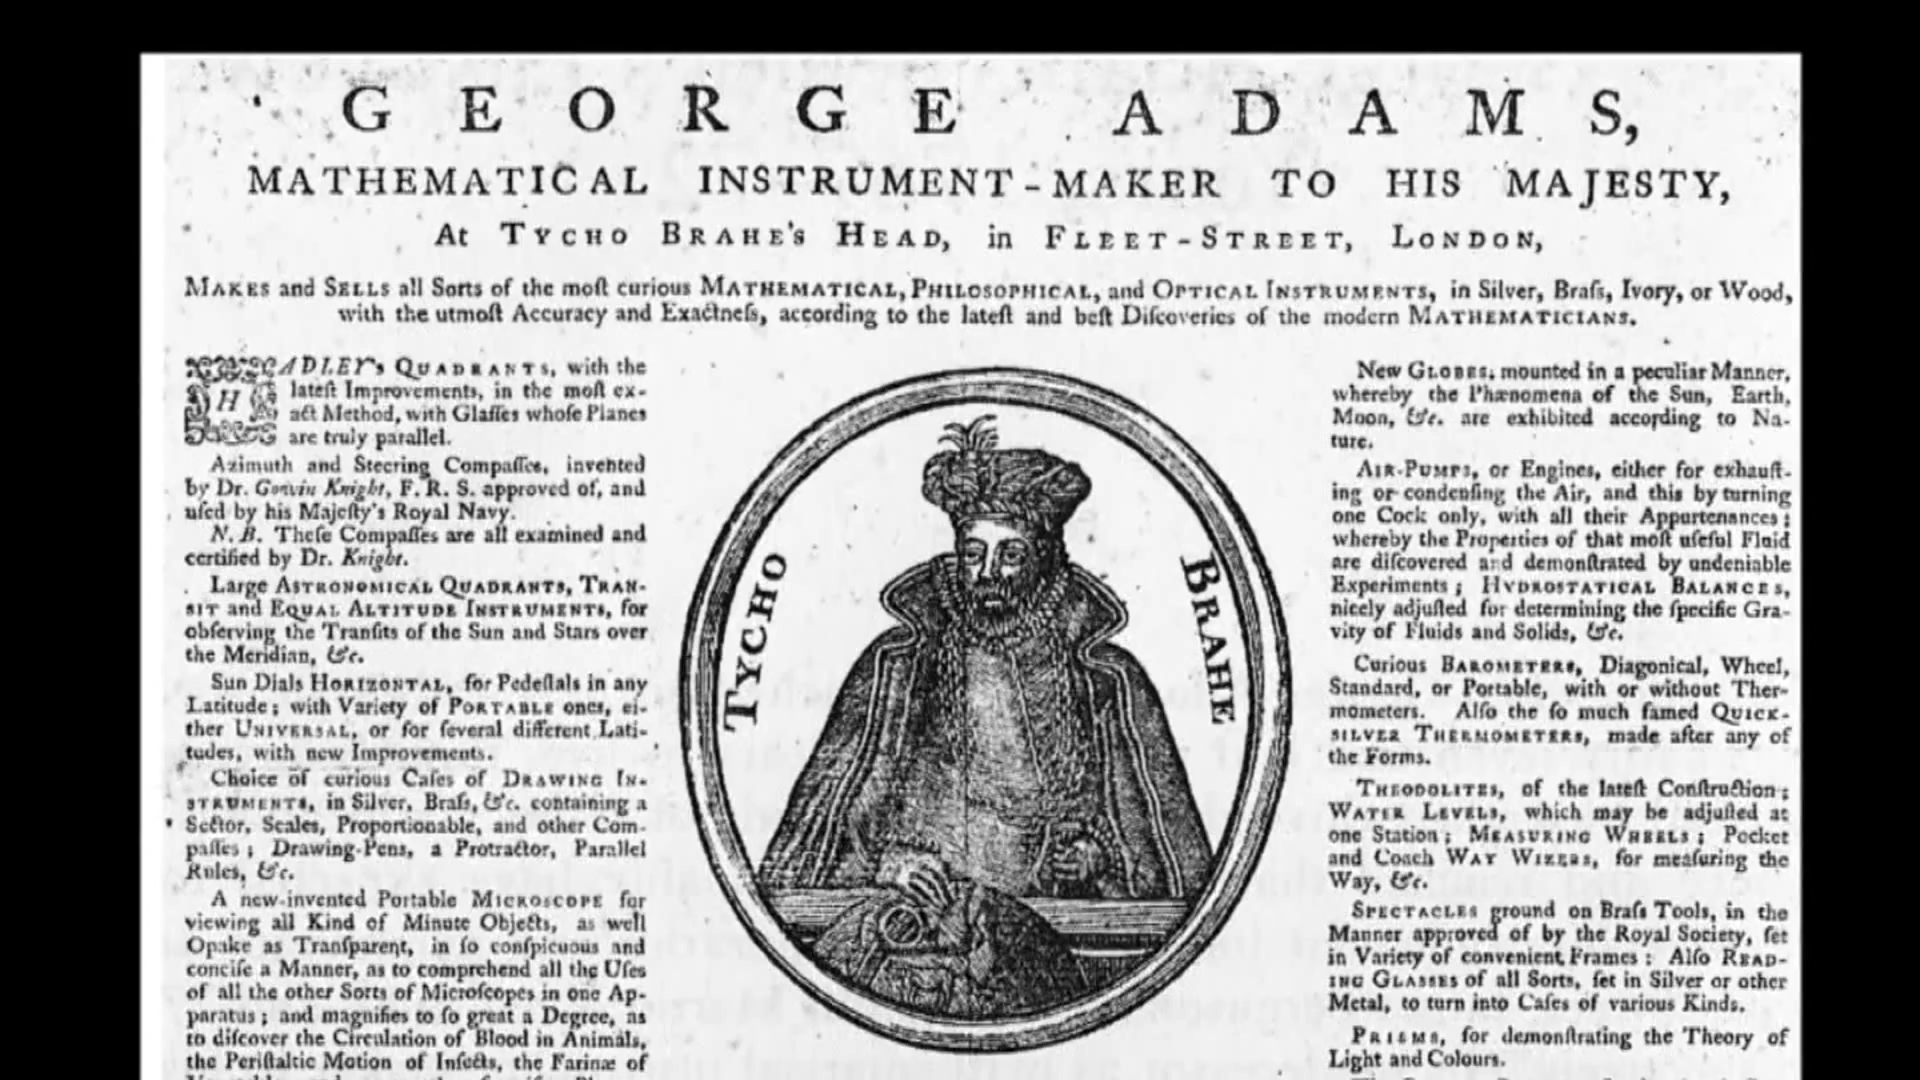 GEORGE ADAMS,
MATHEMATICAL INSTRUMENT-MAKER TO HIS MAJESTY,
At TYCHO BRAHE's HEAD, in FLEET-STREET, LONDON,
MAKES and SELLS all Sorts of the moſt curious MATHEMATICAL, PHILOSOPHICAL, and OPTICAL INSTRUMENTS, in Silver, Braſs, Ivory, or Wood,
with the utmoſt Accuracy and Exactneſs, according to the lateſt and beſt Diſcoveries of the modern MATHEMATICIANS.
HADLEY's QUADRANTS, with the
lateſt Improvements, in the moſt ex-
act Method, with Glaſſes whoſe Planes
are truly parallel.
Azimuth and Steering Compaſſes, invented
by Dr. Gowin Knight, F. R. S. approved of, and
uſed by his Majeſty's Royal Navy.
N. B. Theſe Compaſſes are all examined and
certified by Dr. Knight.
Large ASTRONOMICAL QUADRANTS, TRAN-
SIT and EQUAL ALTITUDE INSTRUMENTS, for
obſerving the Tranſits of the Sun and Stars over
the Meridian, &c.
Sun Dials HORIZONTAL, for Pedeſtals in any
Latitude; with Variety of PORTABLE ones, ei-
ther UNIVERSAL, or for ſeveral different Lati-
tudes, with new Improvements.
Choice of curious Caſes of DRAWING IN-
STRUMENTS, in Silver, Braſs, &c. containing a
Sector, Scales, Proportionable, and other Com-
paſſes; Drawing-Pens, a Protractor, Parallel
Rules, &c.
A new-invented Portable MICROSCOPE for
viewing all Kind of Minute Objects, as well
Opake as Tranſparent, in ſo conſpicuous and
conciſe a Manner, as to comprehend all the Uſes
of all the other Sorts of Microſcopes in one Ap-
paratus; and magnifies to ſo great a Degree, as
to diſcover the Circulation of Blood in Animals,
the Periſtaltic Motion of Inſects, the Farinæ of
TYCHO BRAHE
New GLOBES, mounted in a peculiar Manner,
whereby the Phænomena of the Sun, Earth,
Moon, &c. are exhibited according to Na-
ture.
AIR-PUMPS, or Engines, either for exhauſt-
ing or condenſing the Air, and this by turning
one Cock only, with all their Appurtenances;
whereby the Properties of that moſt uſeful Fluid
are diſcovered and demonſtrated by undeniable
Experiments; HYDROSTATICAL BALANCES,
nicely adjuſted for determining the ſpecific Gra-
vity of Fluids and Solids, &c.
Curious BAROMETERS, Diagonical, Wheel,
Standard, or Portable, with or without Ther-
mometers. Alſo the ſo much famed QUICK-
SILVER THERMOMETERS, made after any of
the Forms.
THEODOLITES, of the lateſt Conſtruction;
WATER LEVELS, which may be adjuſted at
one Station; MEASURING WHEELS; Pocket
and Coach WAY WIZERS, for meaſuring the
Way, &c.
SPECTACLES ground on Braſs Tools, in the
Manner approved of by the Royal Society, ſet
in Variety of convenient Frames: Alſo READ-
ING GLASSES of all Sorts, ſet in Silver or other
Metal, to turn into Caſes of various Kinds.
PRISMS, for demonſtrating the Theory of
Light and Colours.